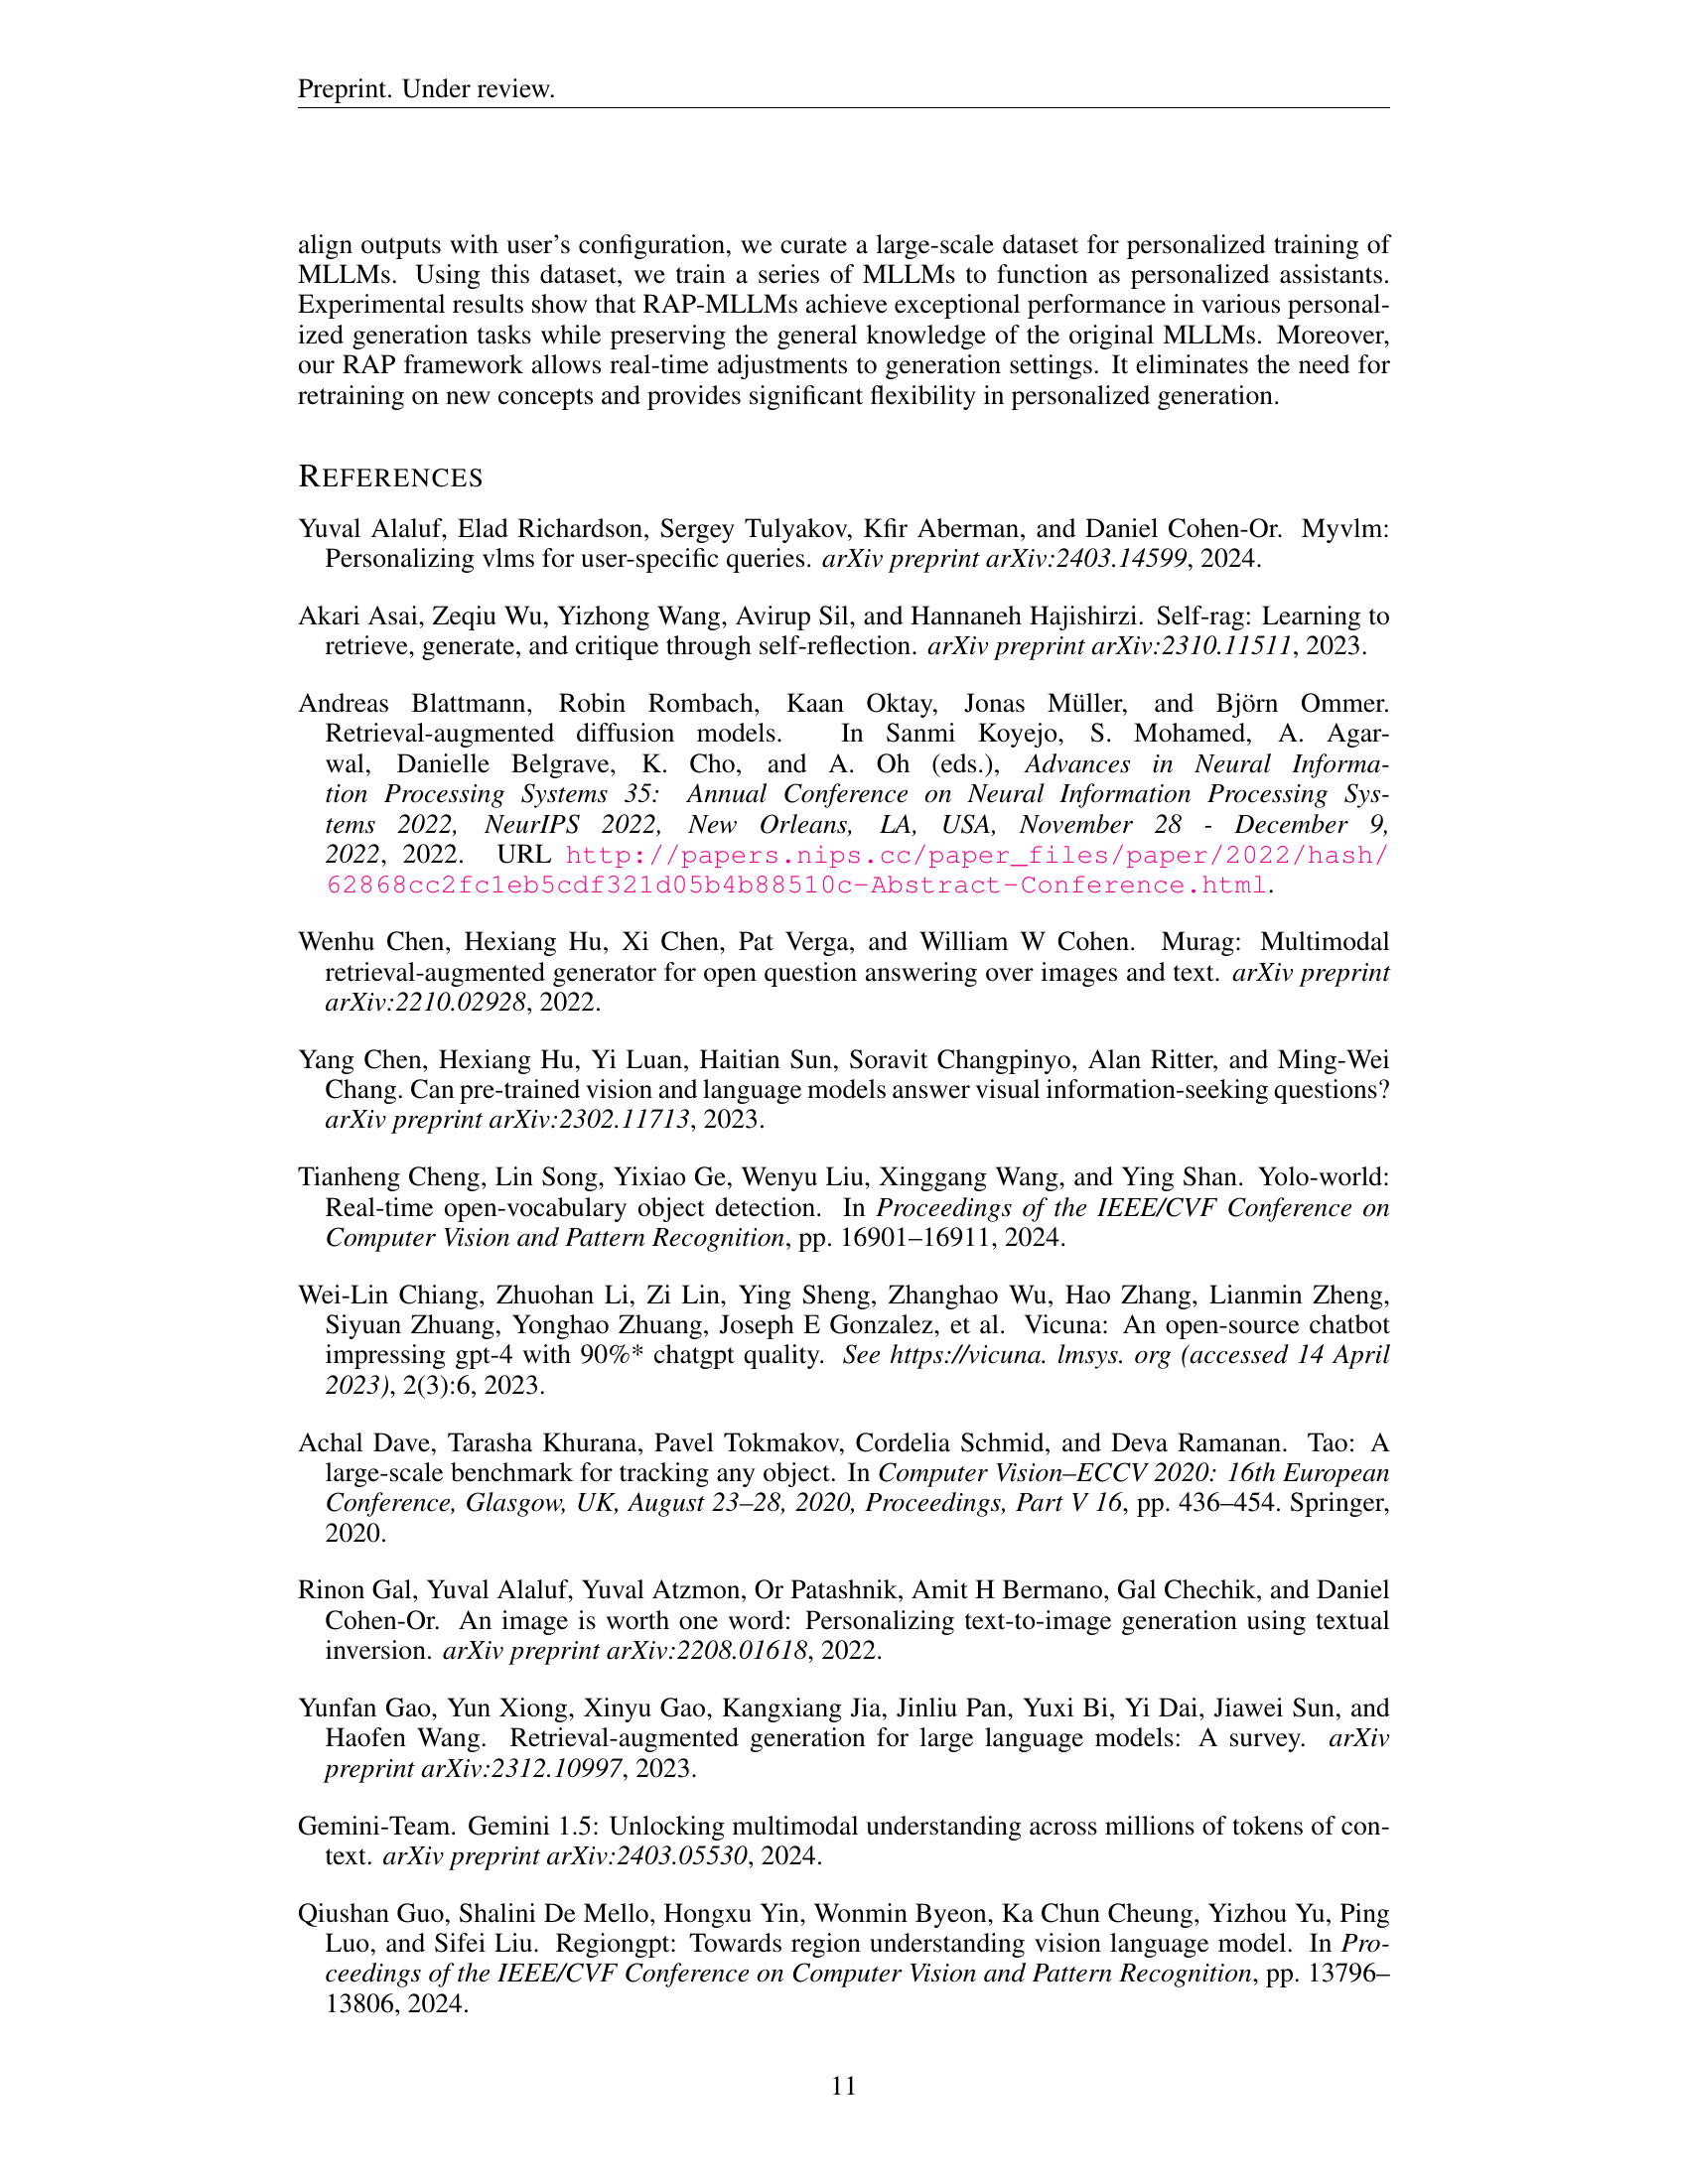 Preprint. Under review.
align outputs with user's configuration, we curate a large-scale dataset for personalized training of
MLLMs. Using this dataset, we train a series of MLLMs to function as personalized assistants.
Experimental results show that RAP-MLLMs achieve exceptional performance in various personal-
ized generation tasks while preserving the general knowledge of the original MLLMs. Moreover,
our RAP framework allows real-time adjustments to generation settings. It eliminates the need for
retraining on new concepts and provides significant flexibility in personalized generation.
REFERENCES
Yuval Alaluf, Elad Richardson, Sergey Tulyakov, Kfir Aberman, and Daniel Cohen-Or. Myvlm:
Personalizing vlms for user-specific queries. arXiv preprint arXiv:2403.14599, 2024.
Akari Asai, Zeqiu Wu, Yizhong Wang, Avirup Sil, and Hannaneh Hajishirzi. Self-rag: Learning to
retrieve, generate, and critique through self-reflection. arXiv preprint arXiv:2310.11511, 2023.
Andreas Blattmann, Robin Rombach, Kaan Oktay, Jonas Müller, and Björn Ommer.
Retrieval-augmented diffusion models. In Sanmi Koyejo, S. Mohamed, A. Agar-
wal, Danielle Belgrave, K. Cho, and A. Oh (eds.), Advances in Neural Informa-
tion Processing Systems 35: Annual Conference on Neural Information Processing Sys-
tems 2022, NeurIPS 2022, New Orleans, LA, USA, November 28 - December 9,
2022, 2022. URL http://papers.nips.cc/paper_files/paper/2022/hash/
62868cc2fc1eb5cdf321d05b4b88510c-Abstract-Conference.html.
Wenhu Chen, Hexiang Hu, Xi Chen, Pat Verga, and William W Cohen. Murag: Multimodal
retrieval-augmented generator for open question answering over images and text. arXiv preprint
arXiv:2210.02928, 2022.
Yang Chen, Hexiang Hu, Yi Luan, Haitian Sun, Soravit Changpinyo, Alan Ritter, and Ming-Wei
Chang. Can pre-trained vision and language models answer visual information-seeking questions?
arXiv preprint arXiv:2302.11713, 2023.
Tianheng Cheng, Lin Song, Yixiao Ge, Wenyu Liu, Xinggang Wang, and Ying Shan. Yolo-world:
Real-time open-vocabulary object detection. In Proceedings of the IEEE/CVF Conference on
Computer Vision and Pattern Recognition, pp. 16901–16911, 2024.
Wei-Lin Chiang, Zhuohan Li, Zi Lin, Ying Sheng, Zhanghao Wu, Hao Zhang, Lianmin Zheng,
Siyuan Zhuang, Yonghao Zhuang, Joseph E Gonzalez, et al. Vicuna: An open-source chatbot
impressing gpt-4 with 90%* chatgpt quality. See https://vicuna. lmsys. org (accessed 14 April
2023), 2(3):6, 2023.
Achal Dave, Tarasha Khurana, Pavel Tokmakov, Cordelia Schmid, and Deva Ramanan. Tao: A
large-scale benchmark for tracking any object. In Computer Vision–ECCV 2020: 16th European
Conference, Glasgow, UK, August 23–28, 2020, Proceedings, Part V 16, pp. 436–454. Springer,
2020.
Rinon Gal, Yuval Alaluf, Yuval Atzmon, Or Patashnik, Amit H Bermano, Gal Chechik, and Daniel
Cohen-Or. An image is worth one word: Personalizing text-to-image generation using textual
inversion. arXiv preprint arXiv:2208.01618, 2022.
Yunfan Gao, Yun Xiong, Xinyu Gao, Kangxiang Jia, Jinliu Pan, Yuxi Bi, Yi Dai, Jiawei Sun, and
Haofen Wang. Retrieval-augmented generation for large language models: A survey. arXiv
preprint arXiv:2312.10997, 2023.
Gemini-Team. Gemini 1.5: Unlocking multimodal understanding across millions of tokens of con-
text. arXiv preprint arXiv:2403.05530, 2024.
Qiushan Guo, Shalini De Mello, Hongxu Yin, Wonmin Byeon, Ka Chun Cheung, Yizhou Yu, Ping
Luo, and Sifei Liu. Regiongpt: Towards region understanding vision language model. In Pro-
ceedings of the IEEE/CVF Conference on Computer Vision and Pattern Recognition, pp. 13796–
13806, 2024.
11